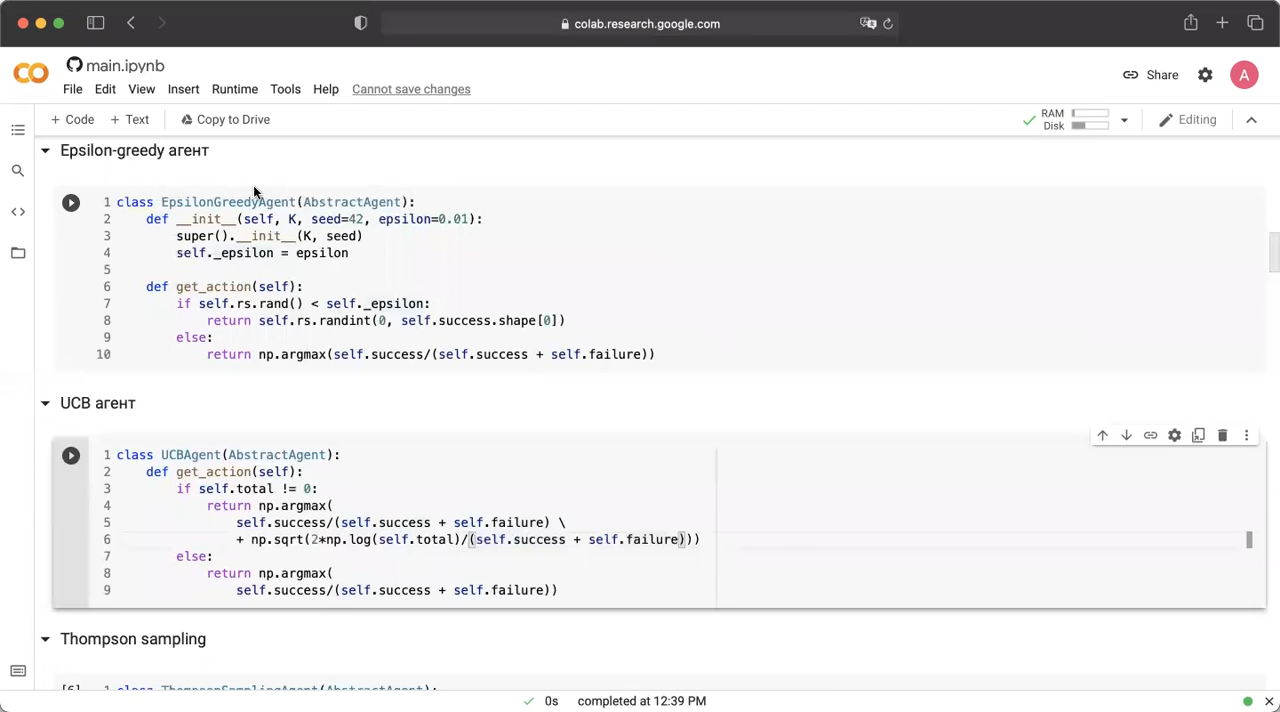 colab.research.google.com
main.ipynb
File Edit View Insert Runtime Tools Help Cannot save changes
Share
A
+ Code + Text Copy to Drive
RAM
Disk
Editing
Epsilon-greedy агент
1 class EpsilonGreedyAgent(AbstractAgent):
2 def __init__(self, K, seed=42, epsilon=0.01):
3 super().__init__(K, seed)
4 self._epsilon = epsilon
5
6 def get_action(self):
7 if self.rs.rand() < self._epsilon:
8 return self.rs.randint(0, self.success.shape[0])
9 else:
10 return np.argmax(self.success/(self.success + self.failure))
UCB агент
1 class UCBAgent(AbstractAgent):
2 def get_action(self):
3 if self.total != 0:
4 return np.argmax(
5 self.success/(self.success + self.failure) \
6 + np.sqrt(2*np.log(self.total)/(self.success + self.failure)))
7 else:
8 return np.argmax(
9 self.success/(self.success + self.failure))
Thompson sampling
[6] 1 class ThompsonSamplingAgent(AbstractAgent):
0s completed at 12:39 PM